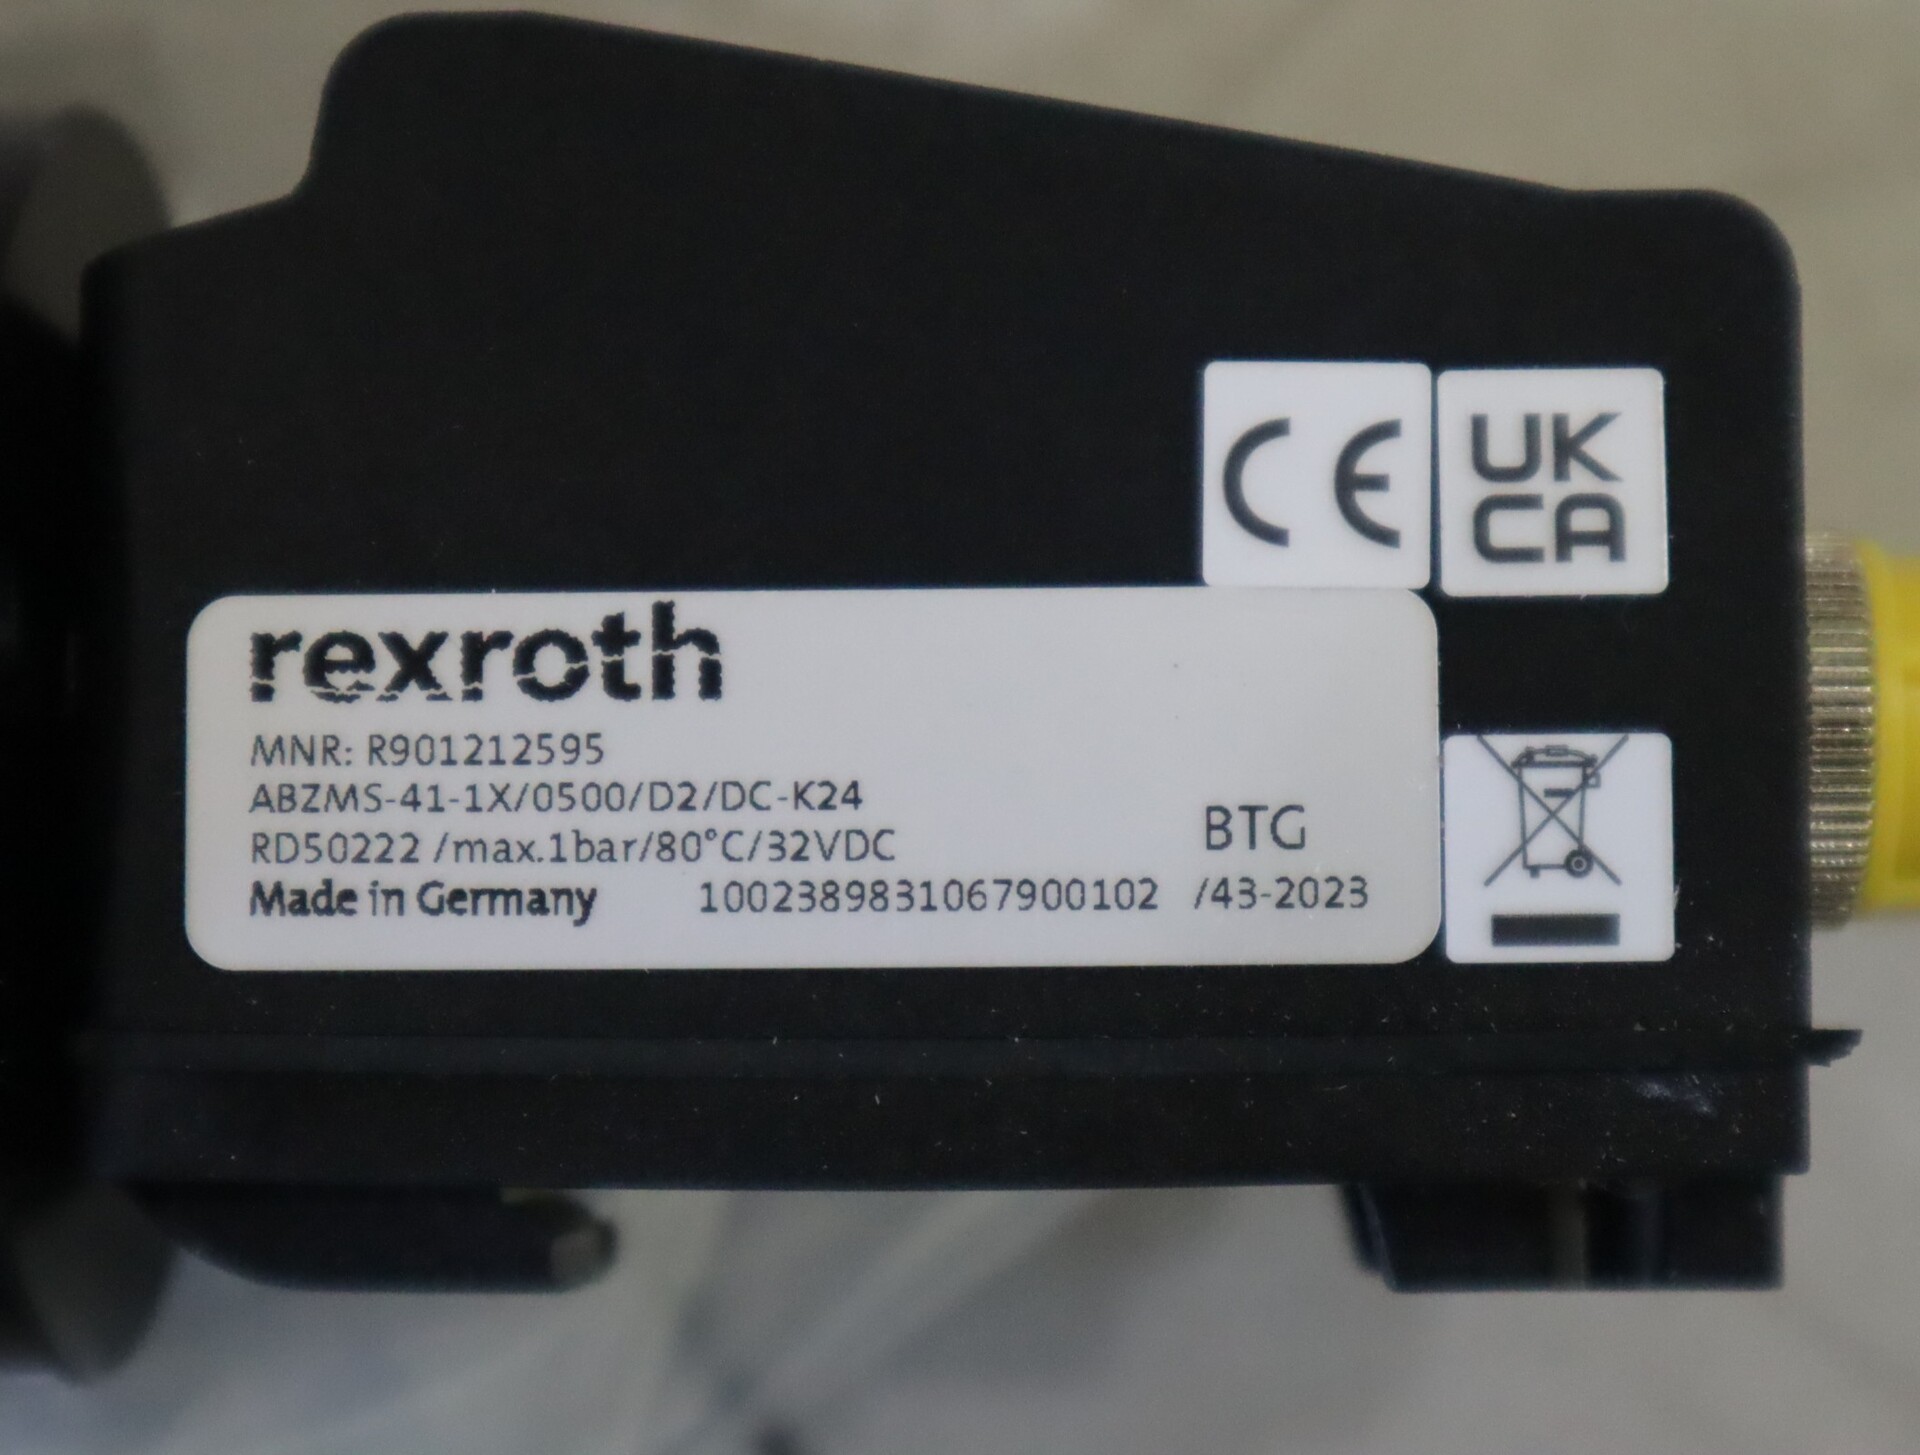 CE
UK
CA
rexroth
MNR: R901212595
ABZMS-41-1X/0500/D2/DC-K24
RD50222 /max.1bar/80°C/32VDC
BTG
Made in Germany 1002389831067900102 /43-2023